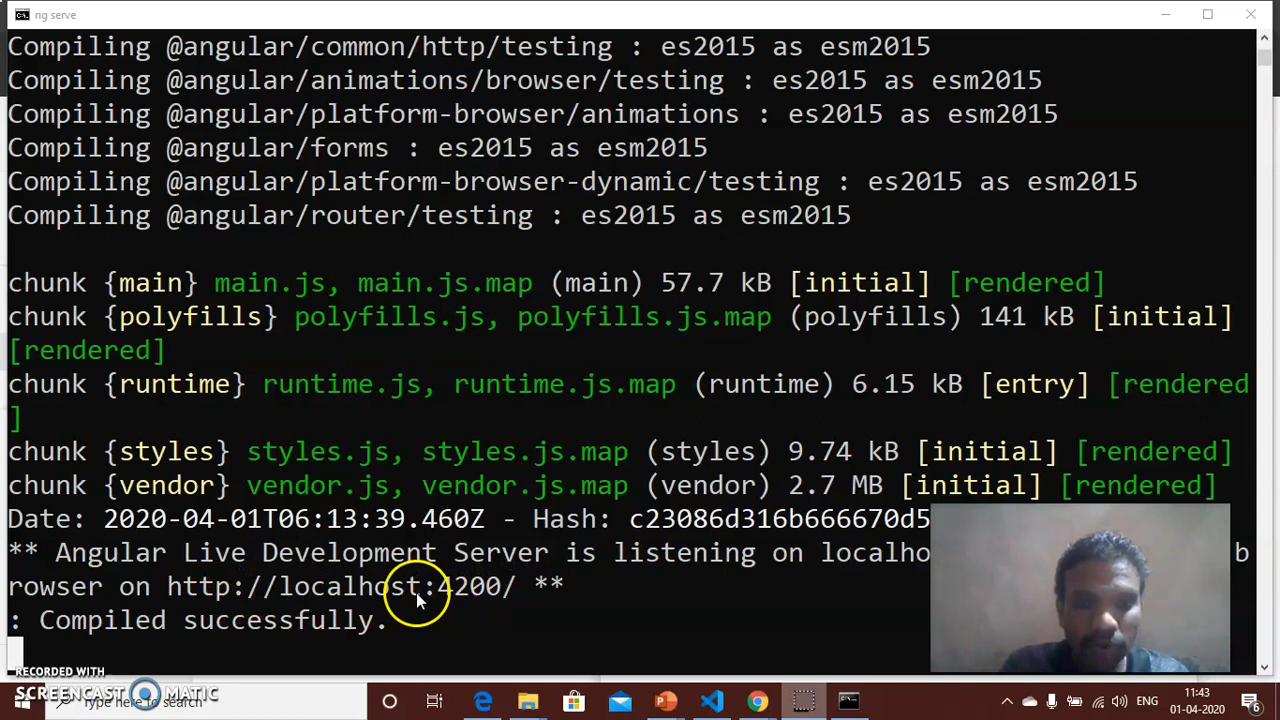 ng serve
Compiling @angular/common/http/testing : es2015 as esm2015
Compiling @angular/animations/browser/testing : es2015 as esm2015
Compiling @angular/platform-browser/animations : es2015 as esm2015
Compiling @angular/forms : es2015 as esm2015
Compiling @angular/platform-browser-dynamic/testing : es2015 as esm2015
Compiling @angular/router/testing : es2015 as esm2015
chunk {main} main.js, main.js.map (main) 57.7 kB [initial] [rendered]
chunk {polyfills} polyfills.js, polyfills.js.map (polyfills) 141 kB [initial]
[rendered]
chunk {runtime} runtime.js, runtime.js.map (runtime) 6.15 kB [entry] [rendered
]
chunk {styles} styles.js, styles.js.map (styles) 9.74 kB [initial] [rendered]
chunk {vendor} vendor.js, vendor.js.map (vendor) 2.7 MB [initial] [rendered]
Date: 2020-04-01T06:13:39.460Z - Hash: c23086d316b666670d5
** Angular Live Development Server is listening on localho b
rowser on http://localhost:4200/ **
: Compiled successfully.
RECORDED WITH
SCREENCAST MATIC
Type here to search
ENG
11:43
01-04-2020
6